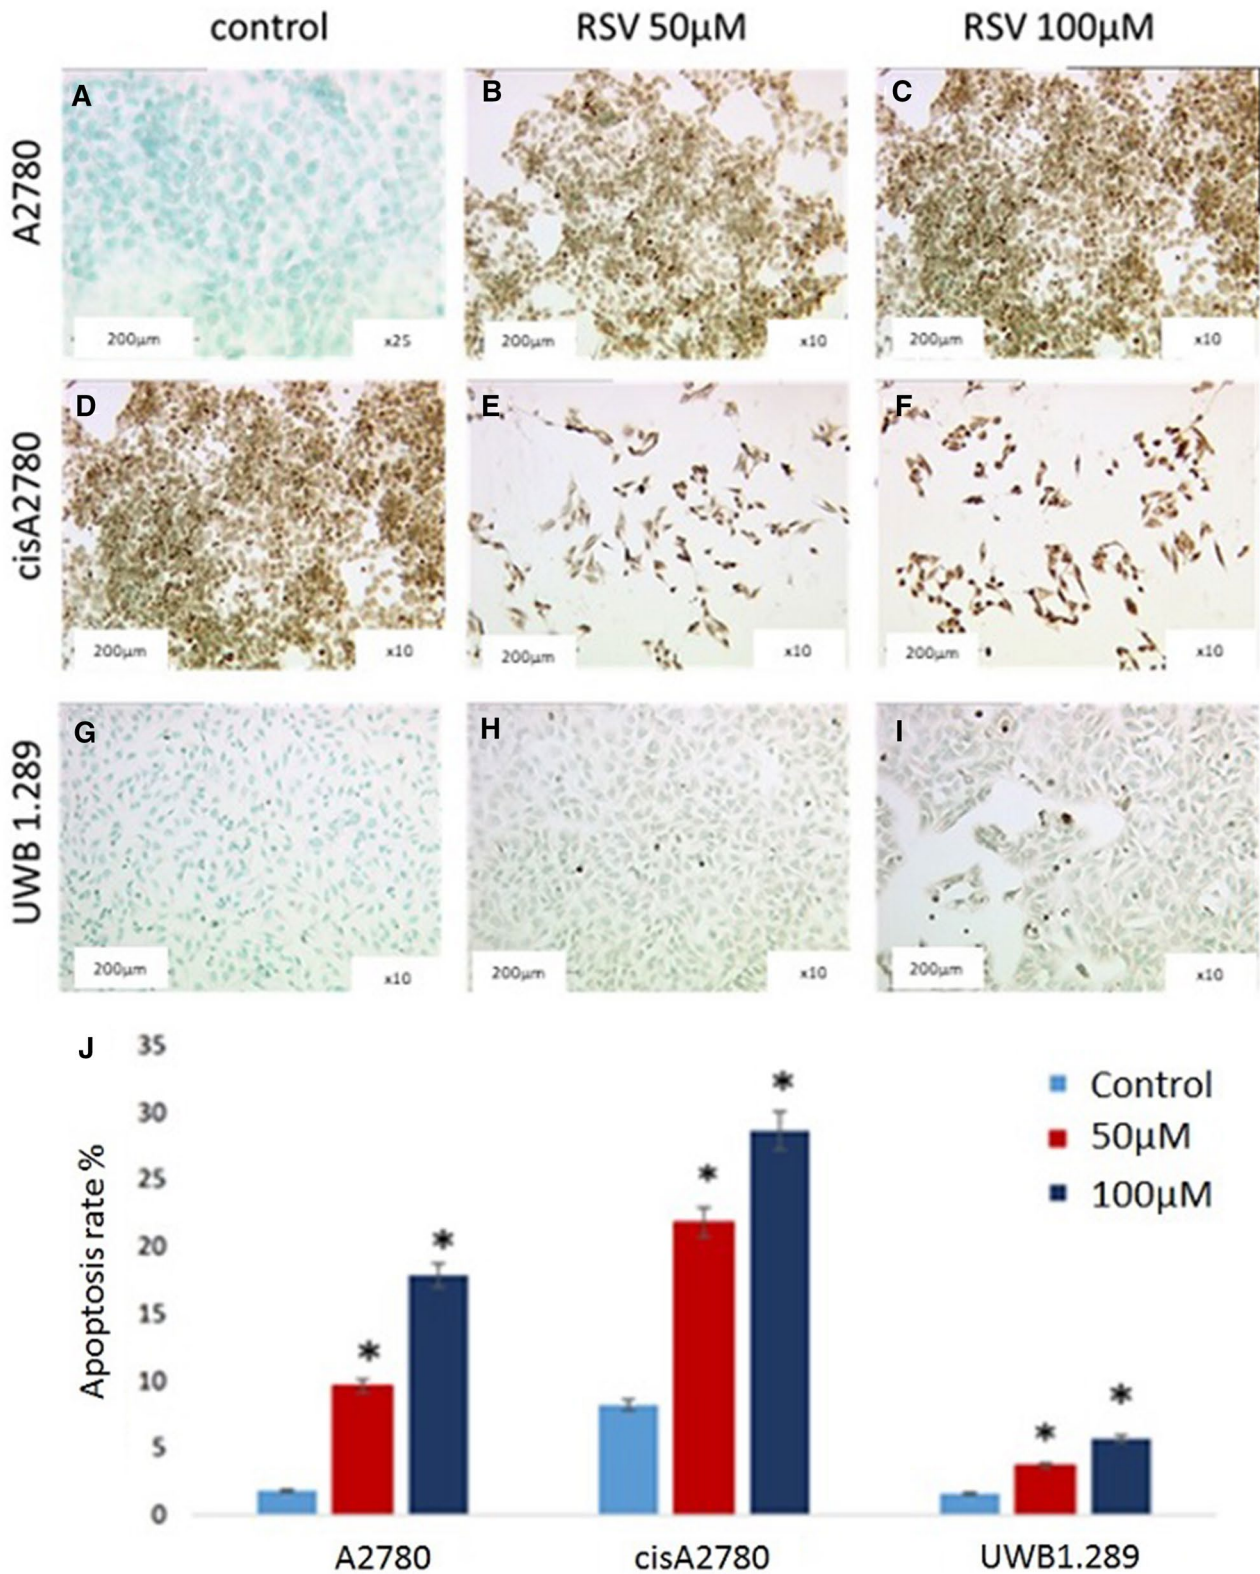 control RSV 50µM RSV 100µM
A2780
A
200µm
x25
B
200µm
x10
C
200µm
x10
cisA2780
D
200µm
x10
E
200µm
x10
F
200µm
x10
UWB 1.289
G
200µm
x10
H
200µm
x10
I
200µm
x10
J
Apoptosis rate %
35
30
25
20
15
10
5
0
*
*
*
*
*
*
Control
50µM
100µM
A2780 cisA2780 UWB1.289